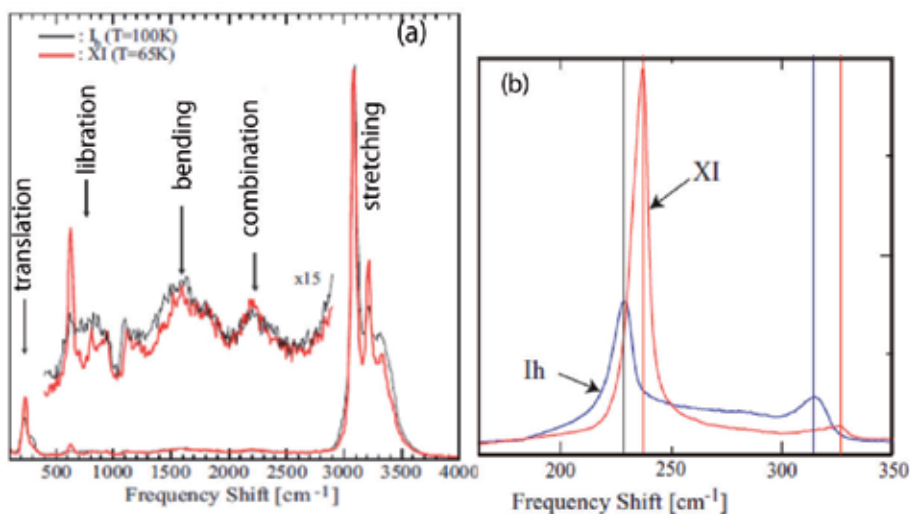 (a)
: Ih (T=100K)
: XI (T=65K)
translation
libration
bending
combination
stretching
x15
500 1000 1500 2000 2500 3000 3500 4000
Frequency Shift [cm-1]
(b)
XI
Ih
200 250 300 350
Frequency Shift [cm-1]